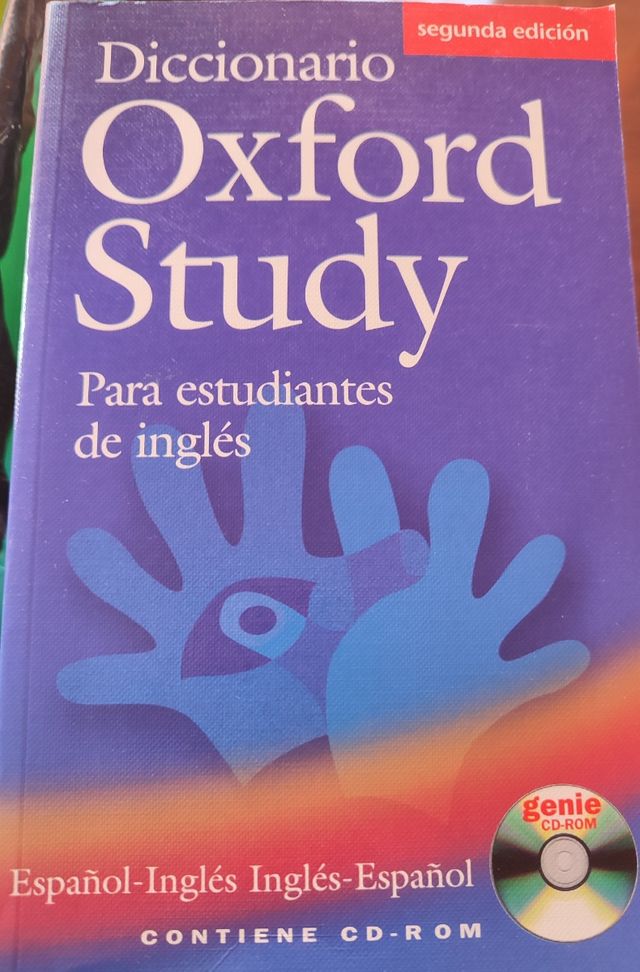 segunda edición
Diccionario
Oxford
Study
Para estudiantes
de inglés
genie
CD-ROM
Español-Inglés Inglés-Español
CONTIENE CD-ROM